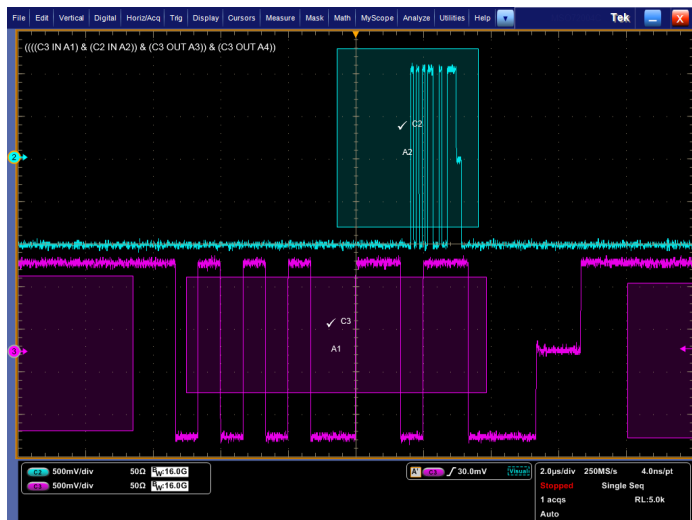 File Edit Vertical Digital Horiz/Acq Trig Display Cursors Measure Mask Math MyScope Analyze Utilities Help Tek X
((((C3 IN A1) & (C2 IN A2)) & (C3 OUT A3)) & (C3 OUT A4))
C2
A2
2
C3
A1
3
C2 500mV/div 50Ω BW:16.0G
C3 500mV/div 50Ω BW:16.0G
A' C3 30.0mV Visual
2.0µs/div 250MS/s 4.0ns/pt
Stopped Single Seq
1 acqs RL:5.0k
Auto